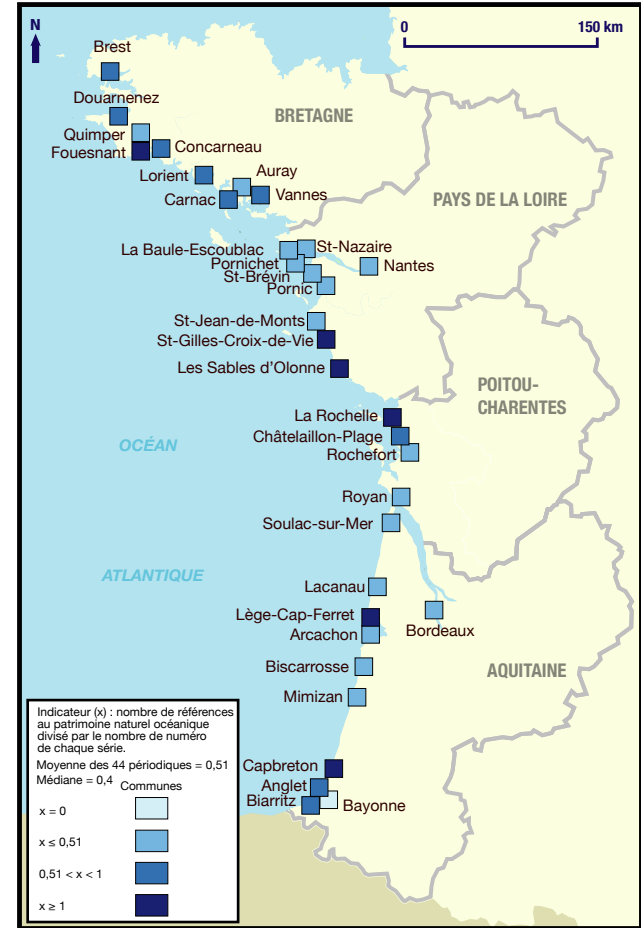 N
0 150 km
Brest
Douarnenez
BRETAGNE
Quimper
Fouesnant
Concarneau
Lorient
Auray
Carnac
Vannes
PAYS DE LA LOIRE
La Baule-Escoublac
St-Nazaire
Pornichet
Nantes
St-Brévin
Pornic
St-Jean-de-Monts
St-Gilles-Croix-de-Vie
Les Sables d'Olonne
POITOU-
CHARENTES
La Rochelle
Châtelaillon-Plage
OCÉAN
Rochefort
Royan
Soulac-sur-Mer
ATLANTIQUE
Lacanau
Lège-Cap-Ferret
Bordeaux
Arcachon
Biscarrosse
AQUITAINE
Mimizan
Capbreton
Anglet
Biarritz
Bayonne
Indicateur (x) : nombre de références
au patrimoine naturel océanique
divisé par le nombre de numéro
de chaque série.
Moyenne des 44 périodiques = 0,51
Médiane = 0,4
Communes
x = 0
x ≤ 0,51
0,51 < x < 1
x ≥ 1